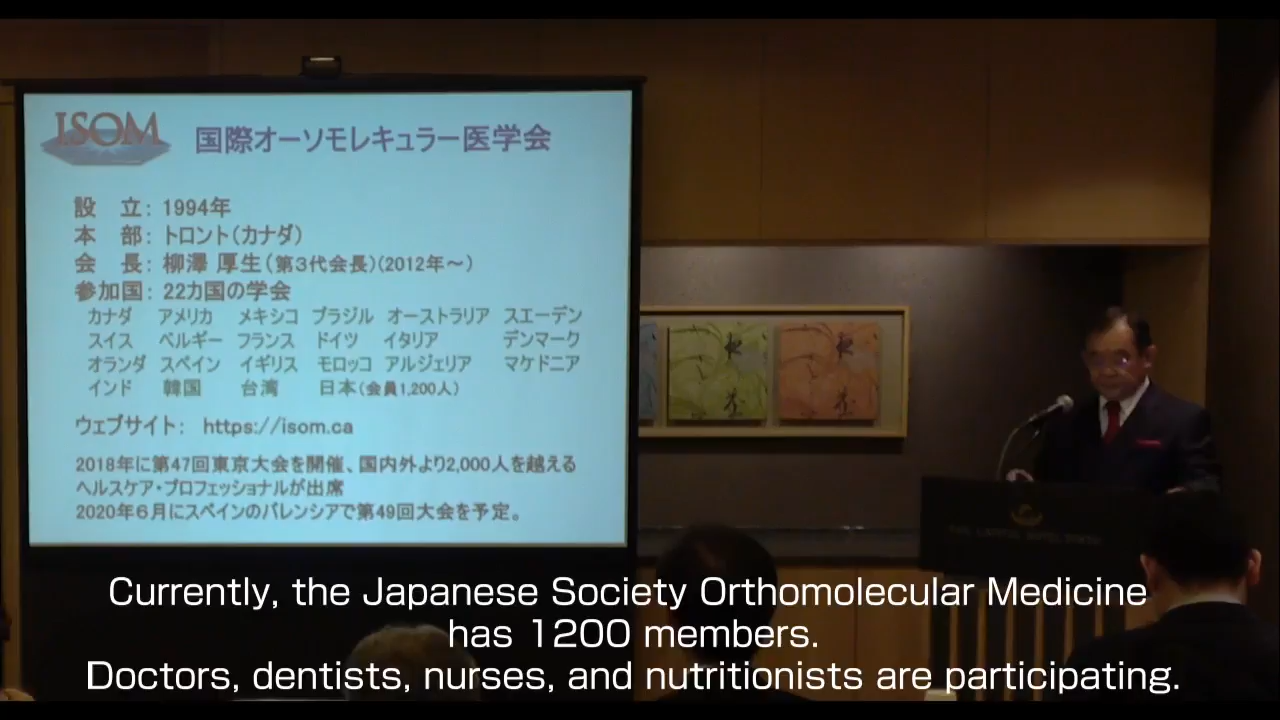 ISOM 国際オーソモレキュラー医学会
設 立: 1994年
本 部: トロント(カナダ)
会 長: 柳澤 厚生(第3代会長)(2012年~)
参加国: 22カ国の学会
カナダ アメリカ メキシコ ブラジル オーストラリア スエーデン
スイス ベルギー フランス ドイツ イタリア デンマーク
オランダ スペイン イギリス モロッコ アルジェリア マケドニア
インド 韓国 台湾 日本(会員1,200人)
ウェブサイト: https://isom.ca
2018年に第47回東京大会を開催、国内外より2,000人を越える
ヘルスケア・プロフェッショナルが出席
2020年6月にスペインのバレンシアで第49回大会を予定。
Currently, the Japanese Society Orthomolecular Medicine
has 1200 members.
Doctors, dentists, nurses, and nutritionists are participating.